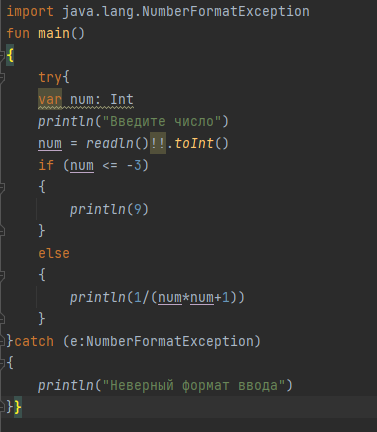 import java.lang.NumberFormatException
fun main()
{
try{
var num: Int
println("Введите число")
num = readln()!!.toInt()
if (num <= -3)
{
println(9)
}
else
{
println(1/(num*num+1))
}
}catch (e:NumberFormatException)
{
println("Неверный формат ввода")
}}